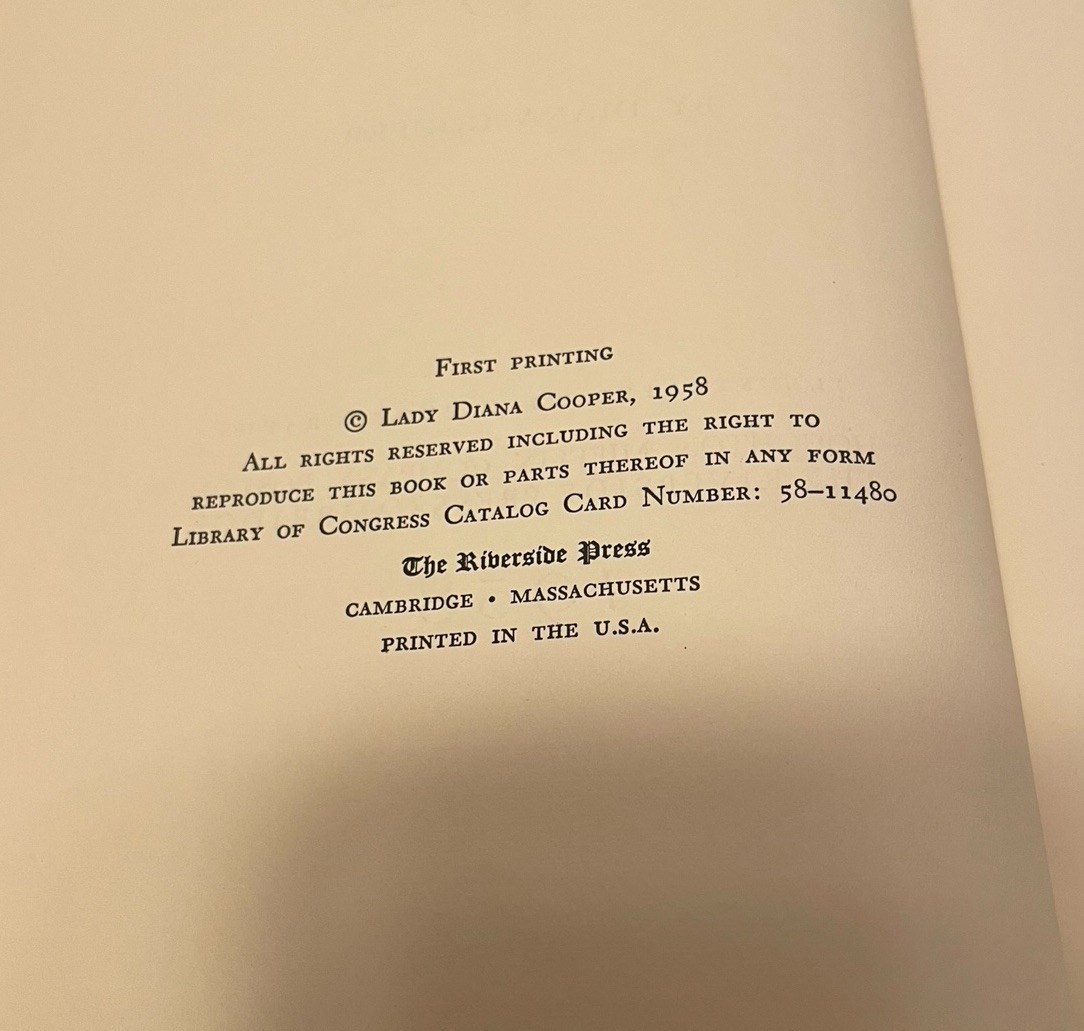 First printing
© Lady Diana Cooper, 1958
All rights reserved including the right to
reproduce this book or parts thereof in any form
Library of Congress Catalog Card Number: 58–11480
The Riverside Press
CAMBRIDGE • MASSACHUSETTS
PRINTED IN THE U.S.A.